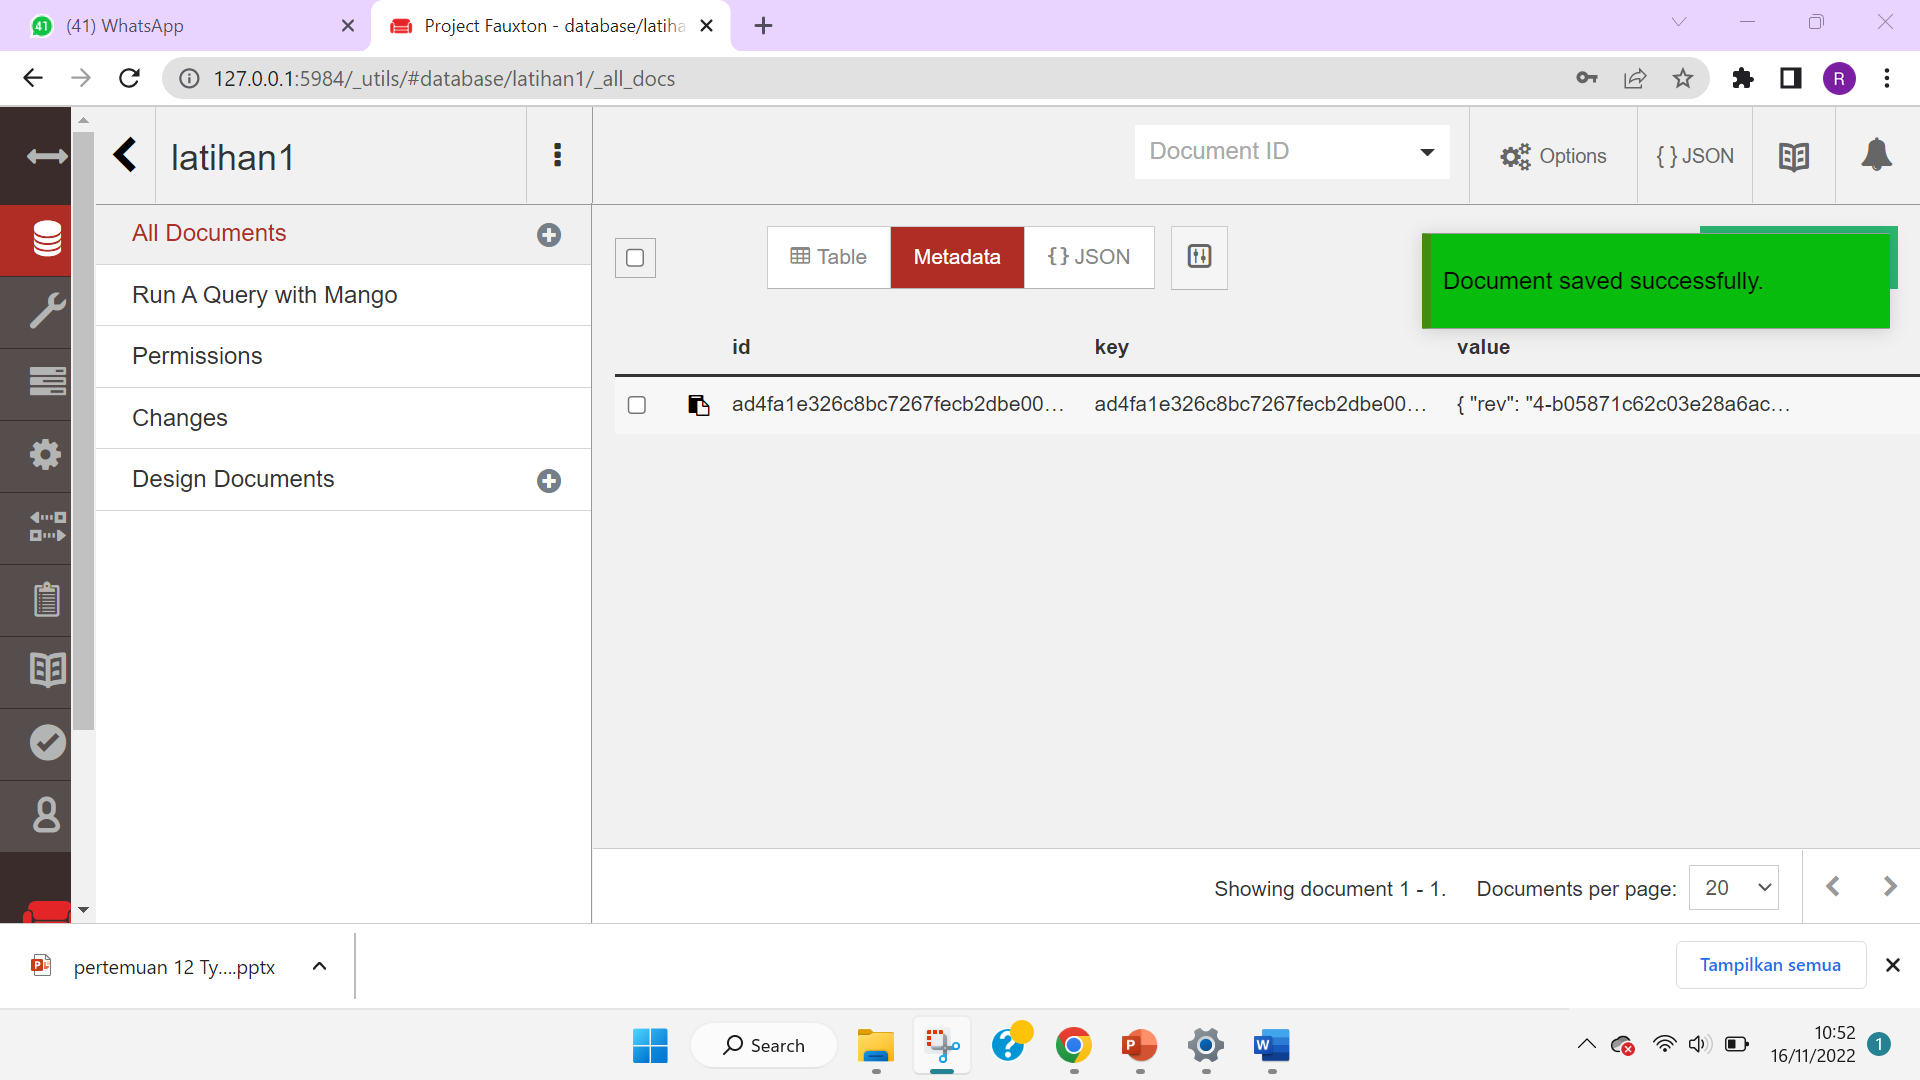 (41) WhatsApp
Project Fauxton - database/latiha
127.0.0.1:5984/_utils/#database/latihan1/_all_docs
R
latihan1
Document ID
Options
{ } JSON
All Documents
Run A Query with Mango
Permissions
Changes
Design Documents
Table
Metadata
{ } JSON
Document saved successfully.
id key value
ad4fa1e326c8bc7267fecb2dbe00... ad4fa1e326c8bc7267fecb2dbe00... { "rev": "4-b05871c62c03e28a6ac...
Showing document 1 - 1. Documents per page: 20
pertemuan 12 Ty....pptx
Tampilkan semua
Search
10:52
16/11/2022
1